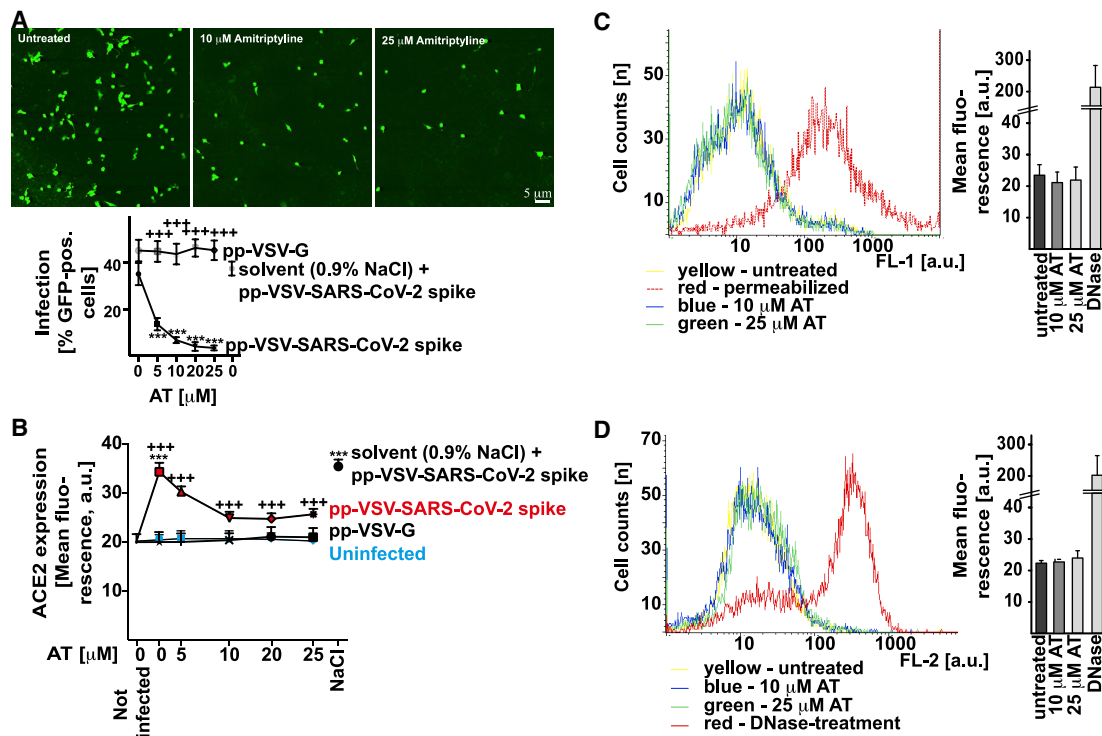 A
Untreated
10 µM Amitriptyline
25 µM Amitriptyline
5 µm
Infection
[% GFP-pos.
cells]
40
20
+++
+++
+++
+++
pp-VSV-G
solvent (0.9% NaCl) +
pp-VSV-SARS-CoV-2 spike
*** *** *** ***
pp-VSV-SARS-CoV-2 spike
0 5 10 20 25 0
AT [µM]
B
ACE2 expression
[Mean fluo-
rescence, a.u.]
40
30
20
10
+++
***
+++
+++
+++
+++
*** solvent (0.9% NaCl) +
pp-VSV-SARS-CoV-2 spike
pp-VSV-SARS-CoV-2 spike
pp-VSV-G
Uninfected
AT [µM]
0 0 5 10 20 25
NaCl
Not
infected
C
Cell counts [n]
50
30
10
10 100 1000
FL-1 [a.u.]
yellow - untreated
red - permeabilized
blue - 10 µM AT
green - 25 µM AT
Mean fluo-
rescence [a.u.]
300
200
40
30
20
10
untreated
10 µM AT
25 µM AT
DNase
D
Cell counts [n]
70
50
30
10
10 100 1000
FL-2 [a.u.]
yellow - untreated
blue - 10 µM AT
green - 25 µM AT
red - DNase-treatment
Mean fluo-
rescence [a.u.]
300
200
40
30
20
10
untreated
10 µM AT
25 µM AT
DNase